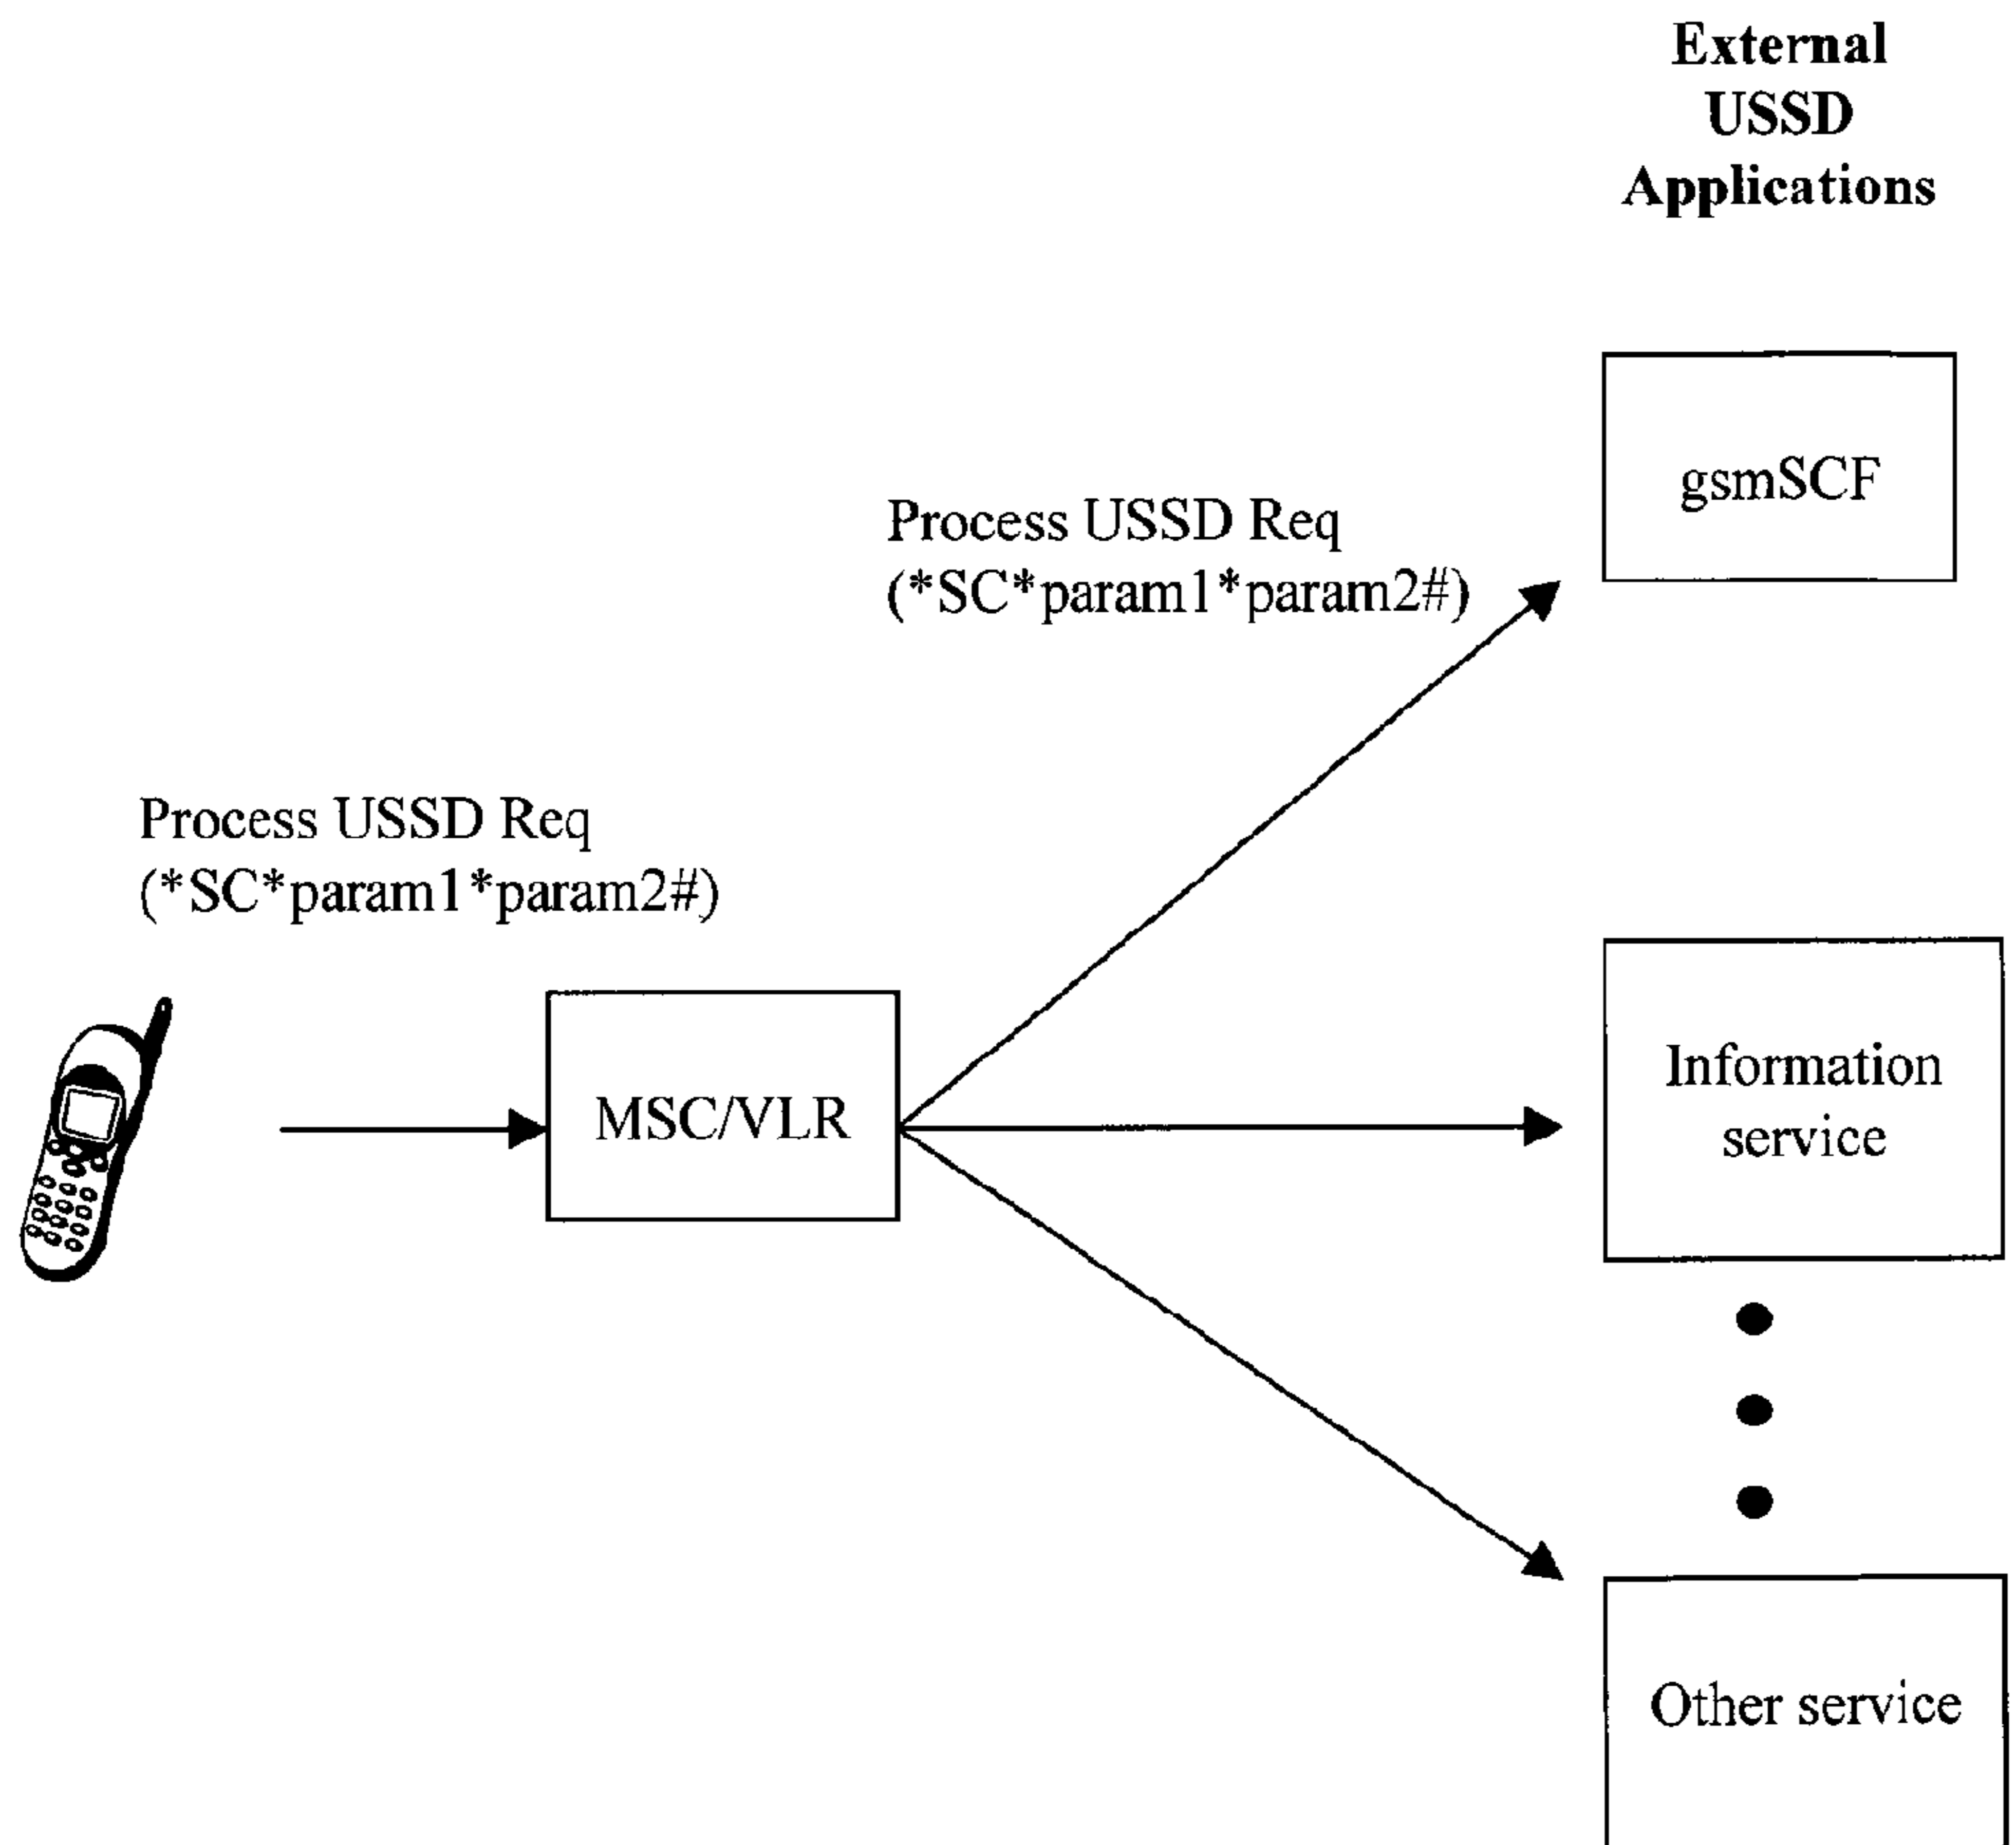 External
USSD
Applications
gsmSCF
Process USSD Req
(*SC*param1*param2#)
Process USSD Req
(*SC*param1*param2#)
MSC/VLR
Information
service
Other service